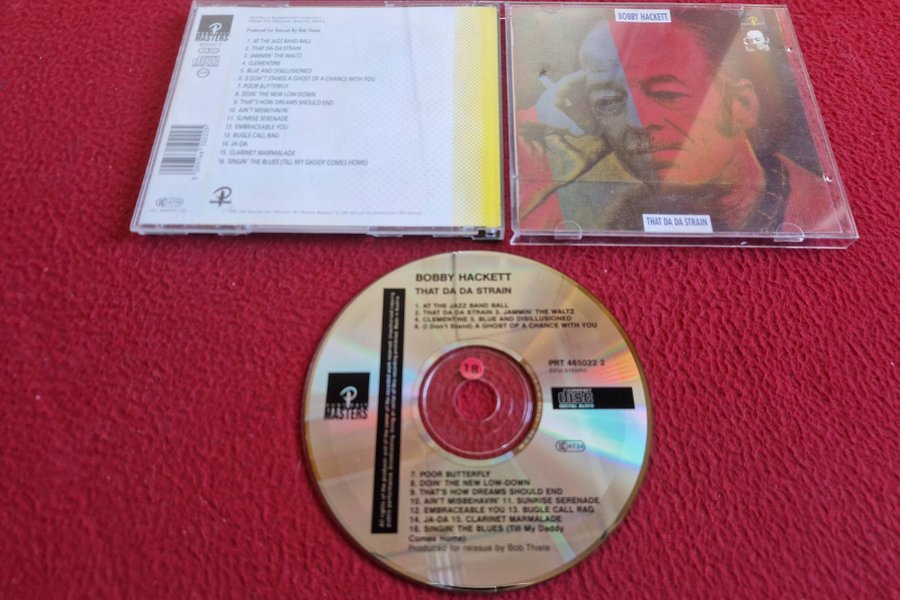 MASTERS
Produced for Reissue By Bob Thiele
1. AT THE JAZZ BAND BALL
2. THAT DA-DA STRAIN
3. JAMMIN' THE WALTZ
4. CLEMENTINE
5. BLUE AND DISILLUSIONED
6. (I DON'T STAND) A GHOST OF A CHANCE WITH YOU
7. POOR BUTTERFLY
8. DOIN' THE NEW LOW-DOWN
9. THAT'S HOW DREAMS SHOULD END
10. AIN'T MISBEHAVIN'
11. SUNRISE SERENADE
12. EMBRACEABLE YOU
13. BUGLE CALL RAG
14. JA-DA
15. CLARINET MARMALADE
16. SINGIN' THE BLUES (TILL MY DADDY COMES HOME)
BOBBY HACKETT
THAT DA DA STRAIN
BOBBY HACKETT
THAT DA DA STRAIN
1. AT THE JAZZ BAND BALL
2. THAT DA DA STRAIN 3. JAMMIN' THE WALTZ
4. CLEMENTINE 5. BLUE AND DISILLUSIONED
6. (I Don't Stand) A GHOST OF A CHANCE WITH YOU
18
PRT 465022 2
MASTERS
COMPACT
disc
DIGITAL AUDIO
4734
7. POOR BUTTERFLY
8. DOIN' THE NEW LOW-DOWN
9. THAT'S HOW DREAMS SHOULD END
10. AIN'T MISBEHAVIN' 11. SUNRISE SERENADE
12. EMBRACEABLE YOU 13. BUGLE CALL RAG
14. JA-DA 15. CLARINET MARMALADE
16. SINGIN' THE BLUES (Till My Daddy
Comes Home)
Produced for reissue by Bob Thiele